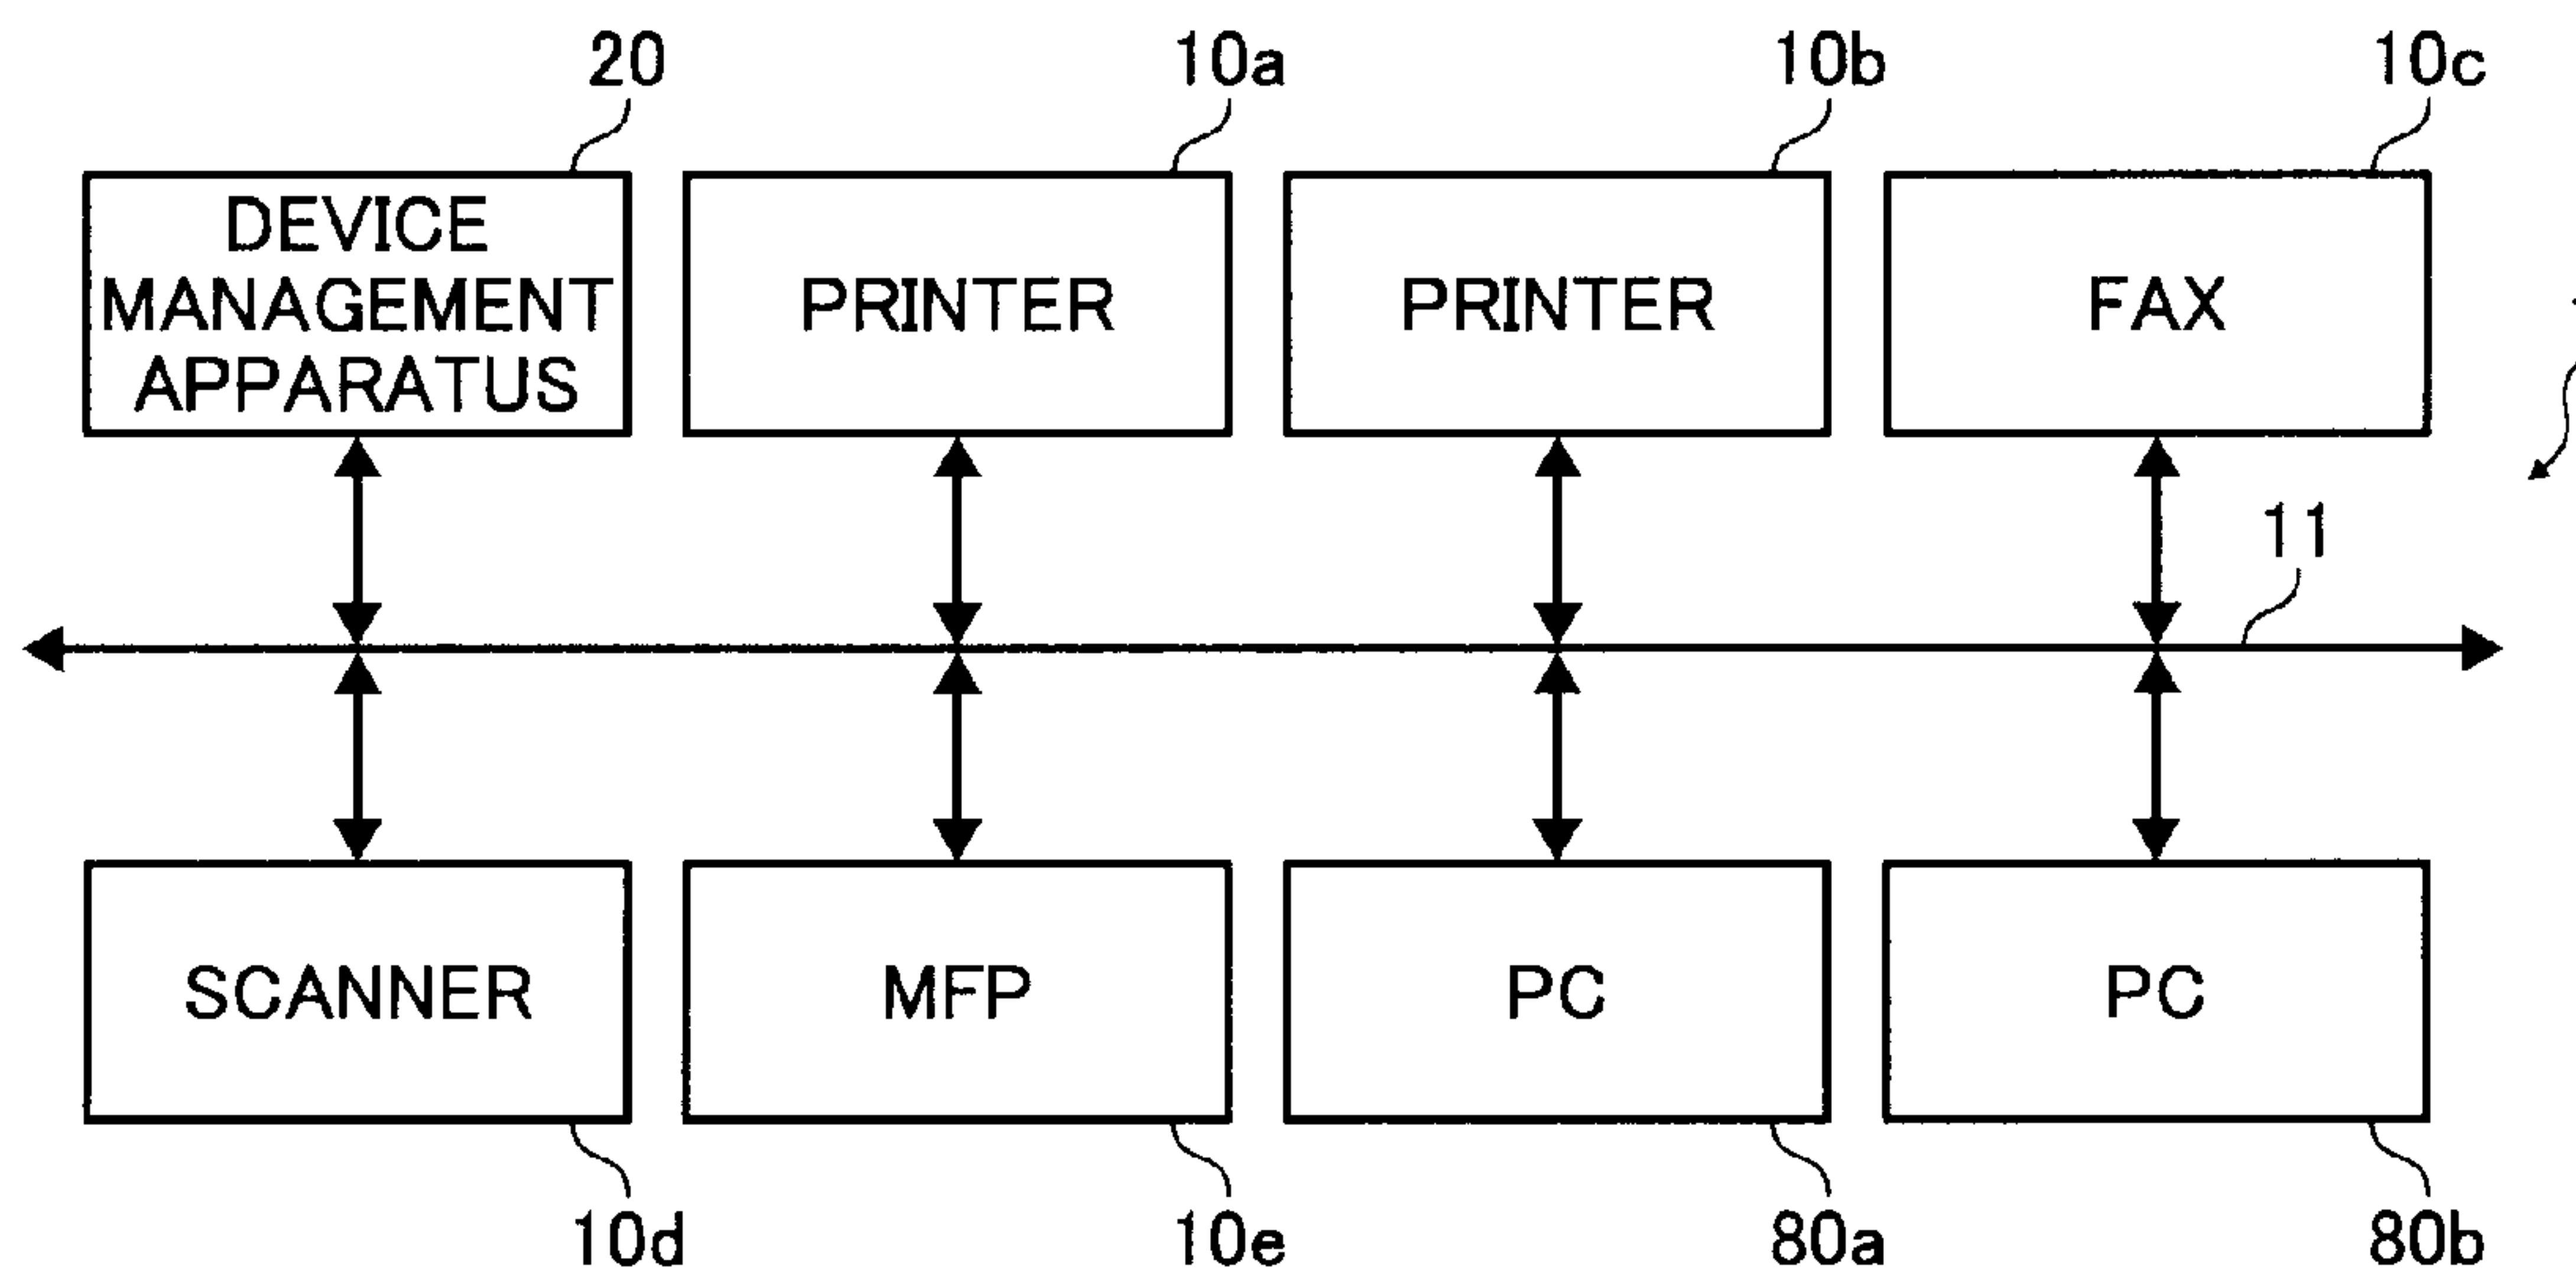 20
10a
10b
10c
DEVICE
MANAGEMENT
APPARATUS
PRINTER
PRINTER
FAX
11
SCANNER
MFP
PC
PC
10d
10e
80a
80b